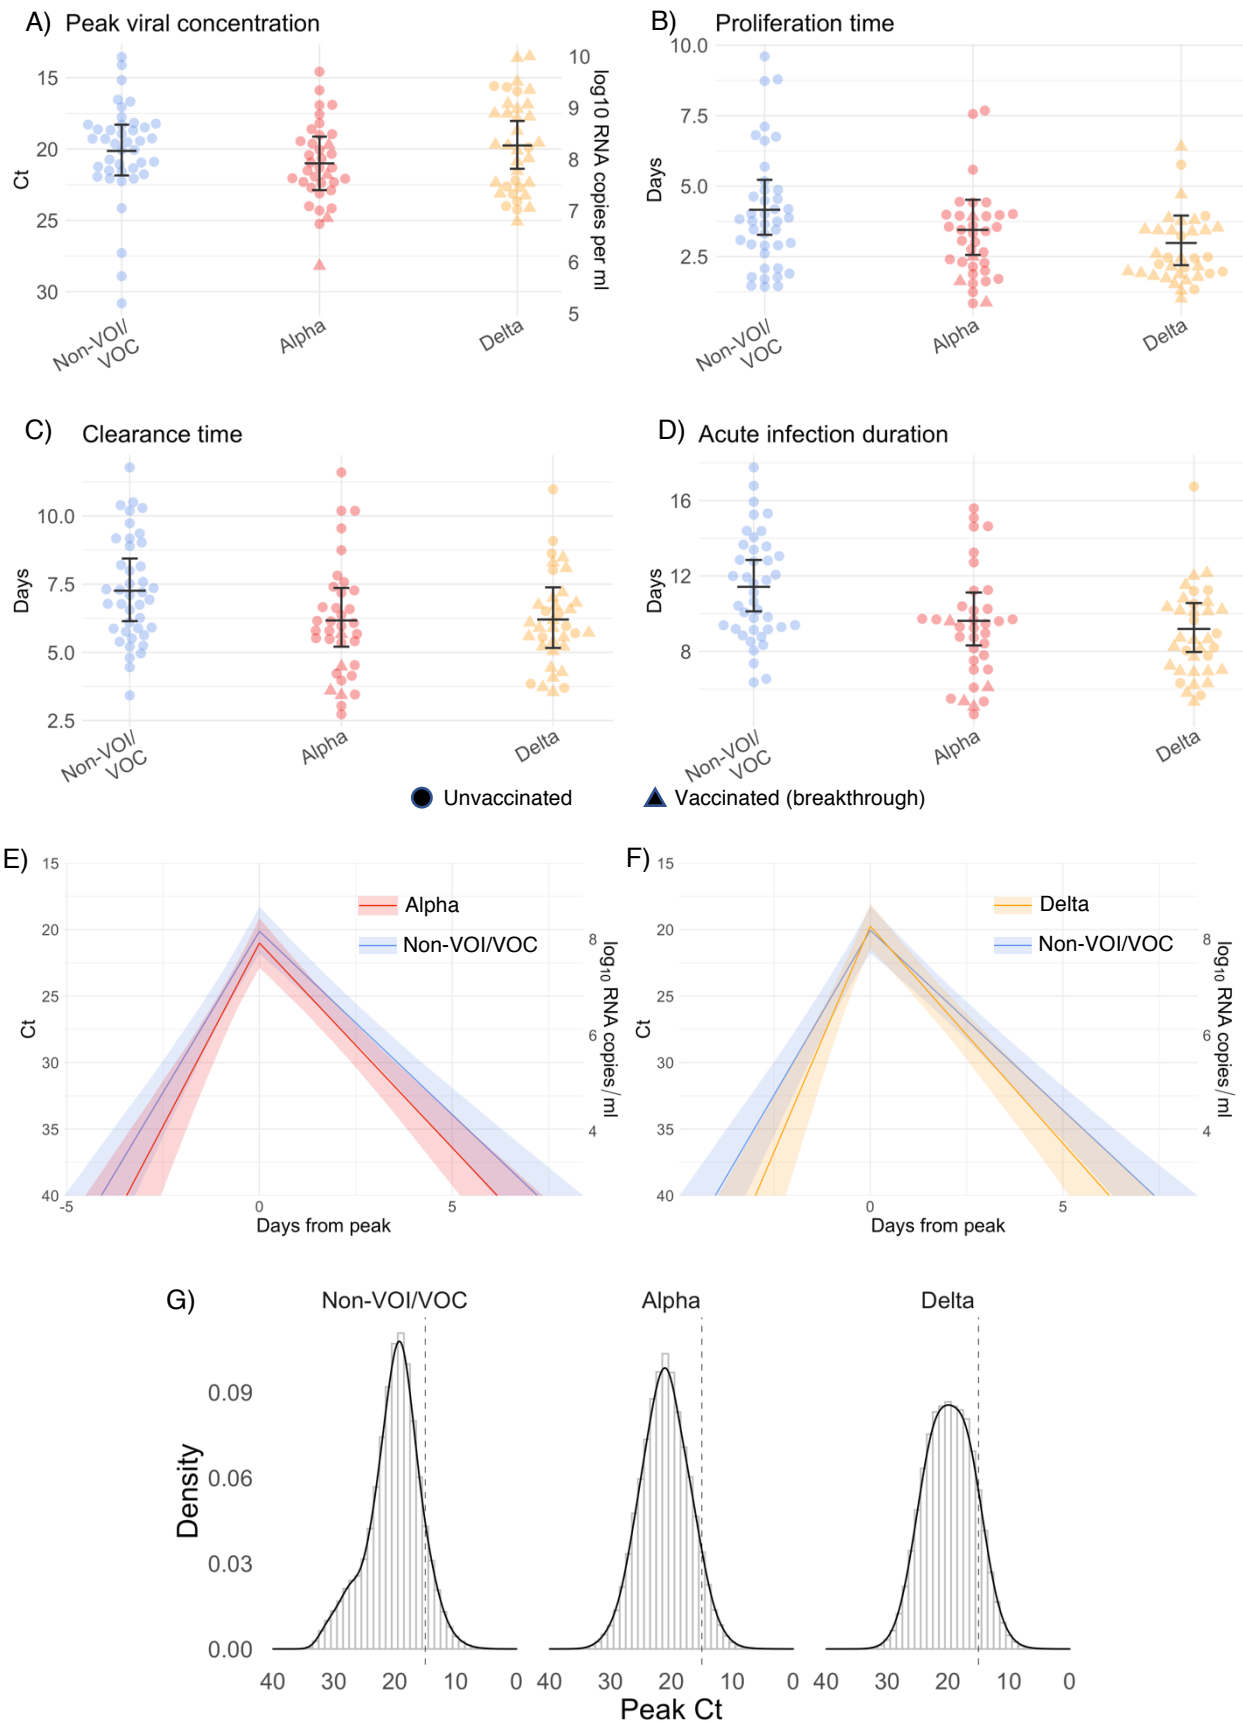 A) Peak viral concentration
15
20
25
30
Ct
10
9
8
7
6
5
log10 RNA copies per ml
Non-VOI/
VOC
Alpha
Delta
B) Proliferation time
10.0
7.5
5.0
2.5
Days
Non-VOI/
VOC
Alpha
Delta
C) Clearance time
10.0
7.5
5.0
2.5
Days
Non-VOI/
VOC
Alpha
Delta
D) Acute infection duration
16
12
8
Days
Non-VOI/
VOC
Alpha
Delta
Unvaccinated
Vaccinated (breakthrough)
E)
15
20
25
30
35
40
Ct
Alpha
Non-VOI/VOC
8
6
4
log₁₀ RNA copies / ml
-5 0 5
Days from peak
F)
15
20
25
30
35
40
Ct
Delta
Non-VOI/VOC
8
6
4
log₁₀ RNA copies / ml
0 5
Days from peak
G)
Non-VOI/VOC Alpha Delta
0.09
0.06
0.03
0.00
Density
40 30 20 10 0 40 30 20 10 0 40 30 20 10 0
Peak Ct